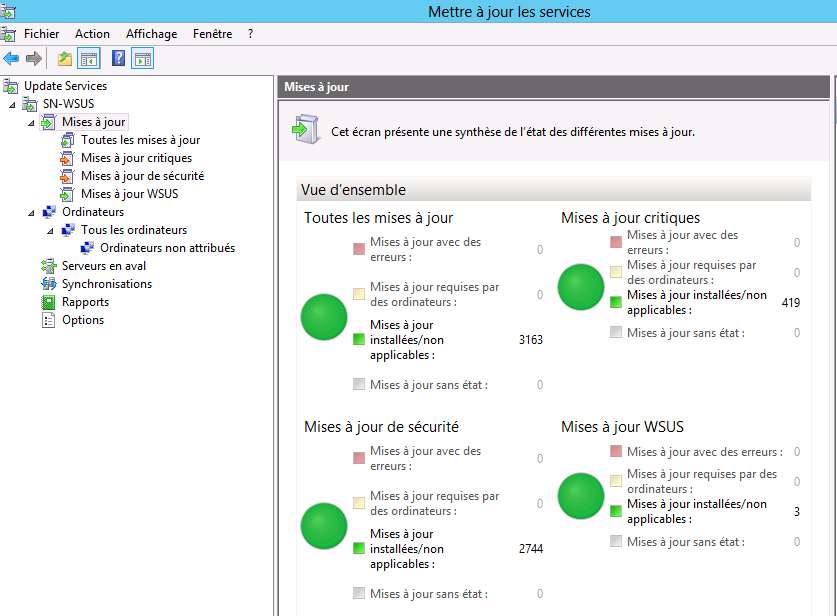 Mettre à jour les services
Fichier Action Affichage Fenêtre ?
Update Services
SN-WSUS
Mises à jour
Toutes les mises à jour
Mises à jour critiques
Mises à jour de sécurité
Mises à jour WSUS
Ordinateurs
Tous les ordinateurs
Ordinateurs non attribués
Serveurs en aval
Synchronisations
Rapports
Options
Mises à jour
Cet écran présente une synthèse de l'état des différentes mises à jour.
Vue d'ensemble
Toutes les mises à jour
Mises à jour avec des
erreurs : 0
Mises à jour requises par
des ordinateurs : 0
Mises à jour
installées/non
applicables : 3163
Mises à jour sans état : 0
Mises à jour critiques
Mises à jour avec des
erreurs : 0
Mises à jour requises par
des ordinateurs : 0
Mises à jour installées/non
applicables : 419
Mises à jour sans état : 0
Mises à jour de sécurité
Mises à jour avec des
erreurs : 0
Mises à jour requises par
des ordinateurs : 0
Mises à jour
installées/non
applicables : 2744
Mises à jour sans état : 0
Mises à jour WSUS
Mises à jour avec des erreurs : 0
Mises à jour requises par des
ordinateurs : 0
Mises à jour installées/non
applicables : 3
Mises à jour sans état : 0